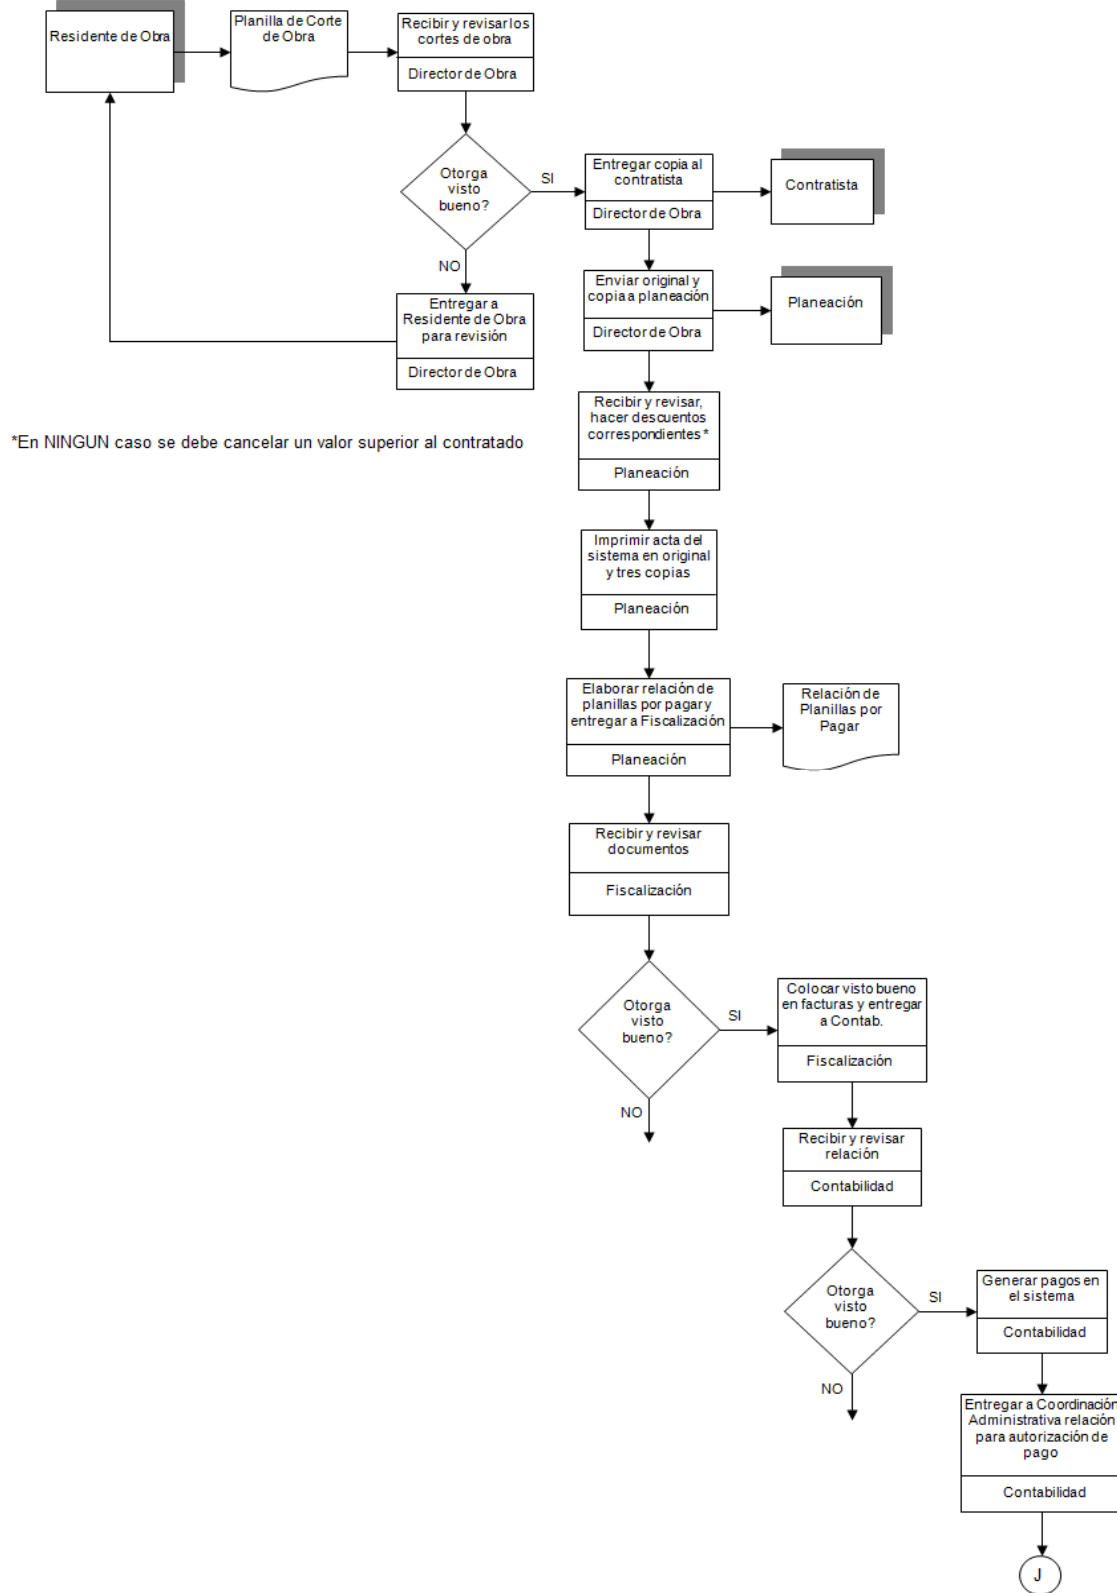 Residente de Obra
Planilla de Corte
de Obra
Recibir y revisar los
cortes de obra
Director de Obra
Otorga
visto
bueno?
SI
Entregar copia al
contratista
Director de Obra
Contratista
NO
Entregar a
Residente de Obra
para revisión
Director de Obra
Enviar original y
copia a planeación
Director de Obra
Planeación
*En NINGUN caso se debe cancelar un valor superior al contratado
Recibir y revisar,
hacer descuentos
correspondientes *
Planeación
Imprimir acta del
sistema en original
y tres copias
Planeación
Elaborar relación de
planillas por pagar y
entregar a Fiscalización
Planeación
Relación de
Planillas por
Pagar
Recibir y revisar
documentos
Fiscalización
Otorga
visto
bueno?
SI
NO
Colocar visto bueno
en facturas y entregar
a Contab.
Fiscalización
Recibir y revisar
relación
Contabilidad
Otorga
visto
bueno?
SI
NO
Generar pagos en
el sistema
Contabilidad
Entregar a Coordinación
Administrativa relación
para autorización de
pago
Contabilidad
J